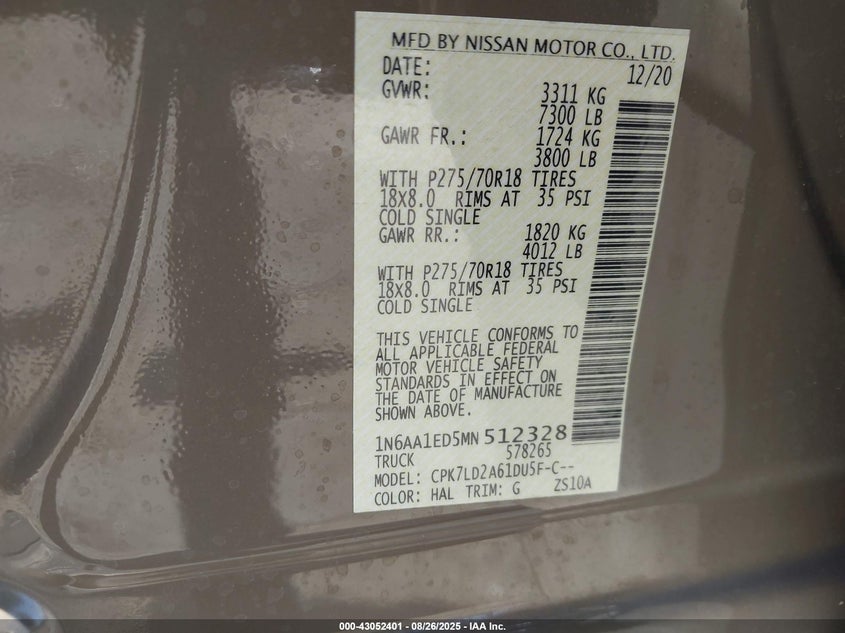 MFD BY NISSAN MOTOR CO., LTD.
DATE: 12/20
GVWR: 3311 KG
7300 LB
GAWR FR.: 1724 KG
3800 LB
WITH P275/70R18 TIRES
18X8.0 RIMS AT 35 PSI
COLD SINGLE
GAWR RR.: 1820 KG
4012 LB
WITH P275/70R18 TIRES
18X8.0 RIMS AT 35 PSI
COLD SINGLE
THIS VEHICLE CONFORMS TO
ALL APPLICABLE FEDERAL
MOTOR VEHICLE SAFETY
STANDARDS IN EFFECT ON
THE DATE OF MANUFACTURE
SHOWN ABOVE.
1N6AA1ED5MN 512328
TRUCK 578265
MODEL: CPK7LD2A61DU5F-C--
COLOR: HAL TRIM: G ZS10A
000-43052401 - 08/26/2025 - IAA Inc.